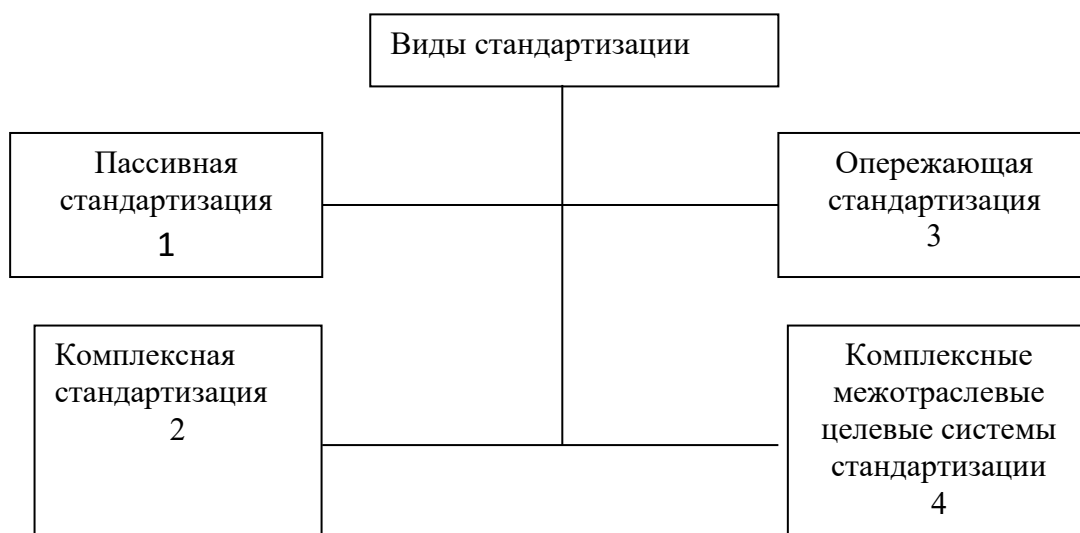 Виды стандартизации
Пассивная
стандартизация
1
Опережающая
стандартизация
3
Комплексная
стандартизация
2
Комплексные
межотраслевые
целевые системы
стандартизации
4